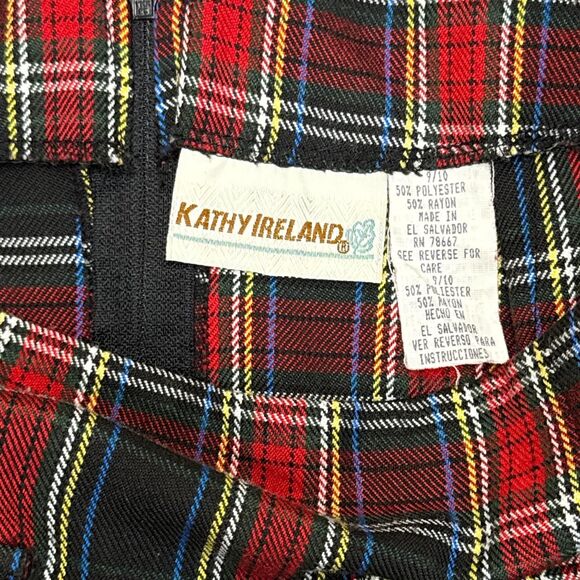 KATHY IRELAND®
9/10
50% POLYESTER
50% RAYON
MADE IN
EL SALVADOR
RN 78667
SEE REVERSE FOR
CARE
9/10
50% POLIESTER
50% RAYON
HECHO EN
EL SALVADOR
VER REVERSO PARA
INSTRUCCIONES